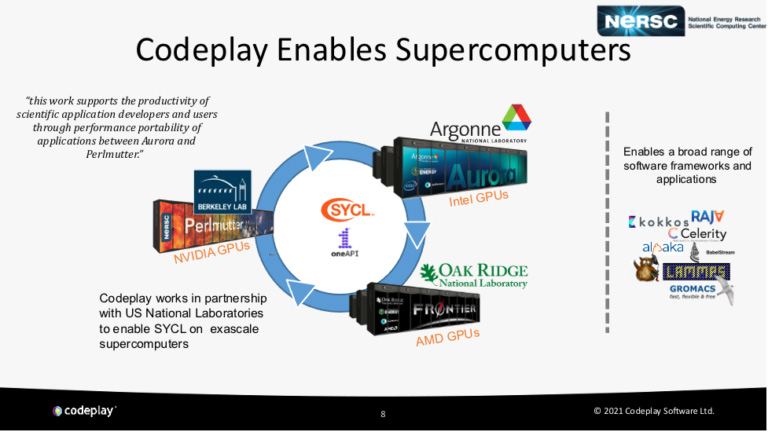 NERSC
National Energy Research
Scientific Computing Center
Codeplay Enables Supercomputers
"this work supports the productivity of
scientific application developers and users
through performance portability of
applications between Aurora and
Perlmutter."
Argonne
NATIONAL LABORATORY
Aurora
Intel GPUs
BERKELEY LAB
NERSC
Perlmutter
NVIDIA GPUs
SYCL
oneAPI
OAK RIDGE
National Laboratory
FRONTIER
AMD GPUs
Codeplay works in partnership
with US National Laboratories
to enable SYCL on exascale
supercomputers
Enables a broad range of
software frameworks and
applications
kokkos
RAJA
Celerity
alpaka
BabelStream
LAMMPS
GROMACS
fast, flexible & free
codeplay
8
© 2021 Codeplay Software Ltd.